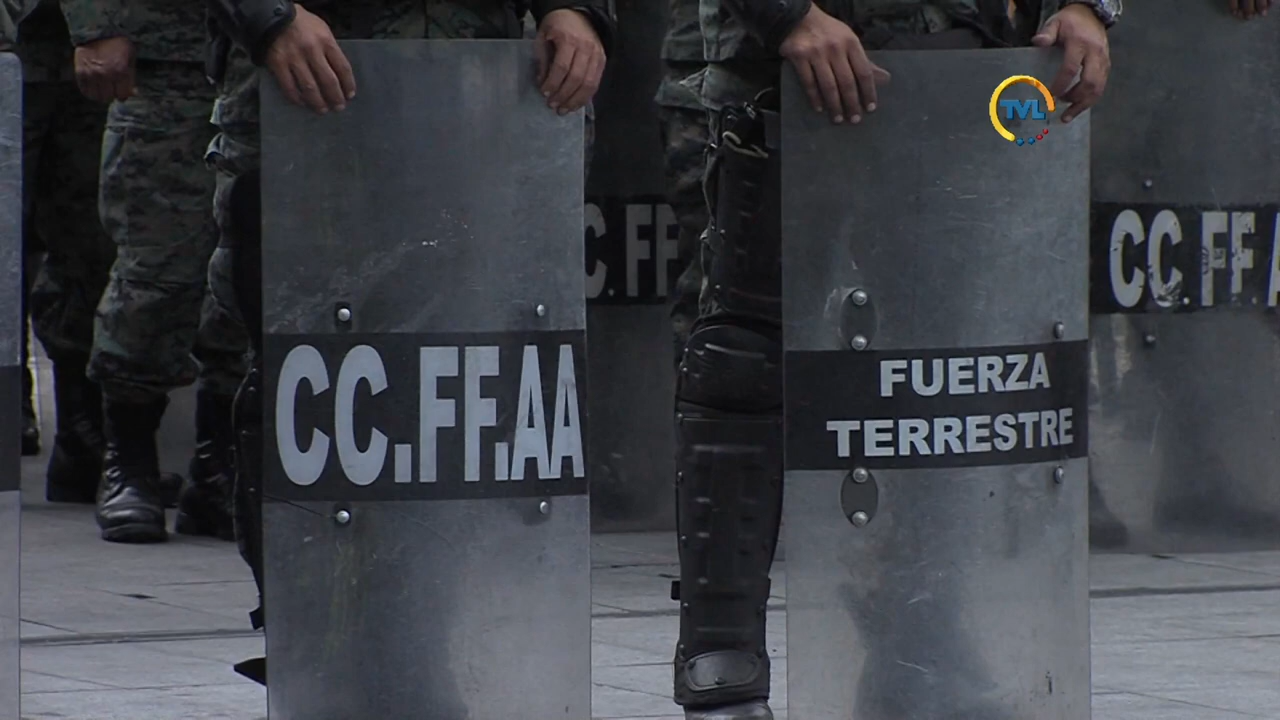 TVL
CC.FF.AA
FUERZA
TERRESTRE
C. FF
CC. FF. A